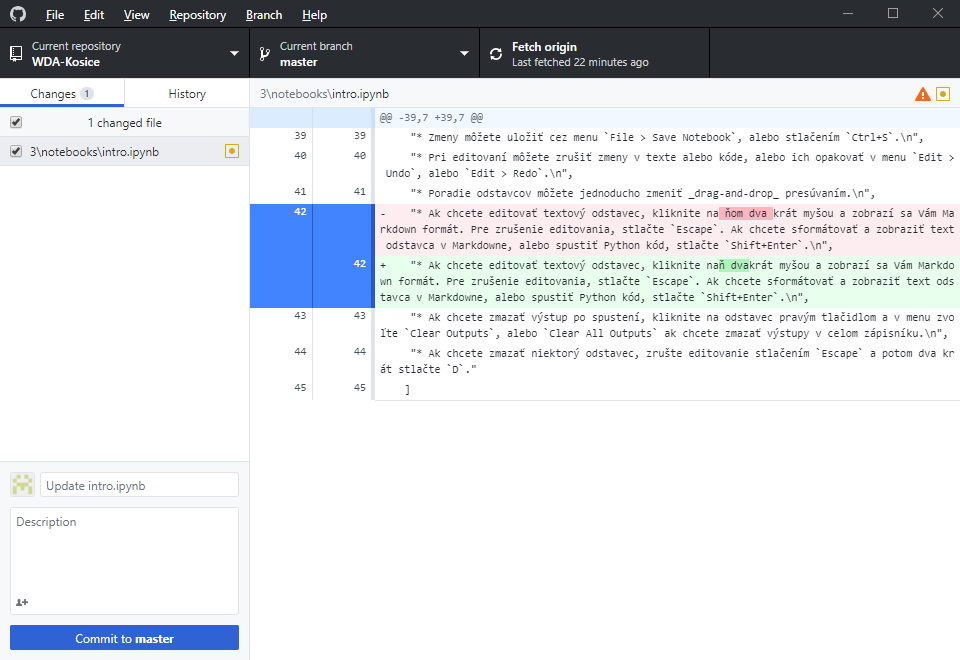 File Edit View Repository Branch Help
Current repository
WDA-Kosice
Current branch
master
Fetch origin
Last fetched 22 minutes ago
Changes 1 History
1 changed file
3\notebooks\intro.ipynb
3\notebooks\intro.ipynb
@@ -39,7 +39,7 @@
39 39 "* Zmeny môžete uložiť cez menu `File > Save Notebook`, alebo stlačením `Ctrl+S`.\n",
40 40 "* Pri editovaní môžete zrušiť zmeny v texte alebo kóde, alebo ich opakovať v menu `Edit >
Undo`, alebo `Edit > Redo`.\n",
41 41 "* Poradie odstavcov môžete jednoducho zmeniť _drag-and-drop_ presúvaním.\n",
42 - "* Ak chcete editovať textový odstavec, kliknite na ňom dva krát myšou a zobrazí sa Vám Ma
rkdown formát. Pre zrušenie editovania, stlačte `Escape`. Ak chcete sformátovať a zobraziť text
odstavca v Markdowne, alebo spustiť Python kód, stlačte `Shift+Enter`.\n",
42 + "* Ak chcete editovať textový odstavec, kliknite naň dvakrát myšou a zobrazí sa Vám Markdo
wn formát. Pre zrušenie editovania, stlačte `Escape`. Ak chcete sformátovať a zobraziť text ods
tavca v Markdowne, alebo spustiť Python kód, stlačte `Shift+Enter`.\n",
43 43 "* Ak chcete zmazať výstup po spustení, kliknite na odstavec pravým tlačidlom a v menu zvo
ľte `Clear Outputs`, alebo `Clear All Outputs` ak chcete zmazať výstupy v celom zápisníku.\n",
44 44 "* Ak chcete zmazať niektorý odstavec, zrušte editovanie stlačením `Escape` a potom dva kr
át stlačte `D`."
45 45 ]
Update intro.ipynb
Description
Commit to master